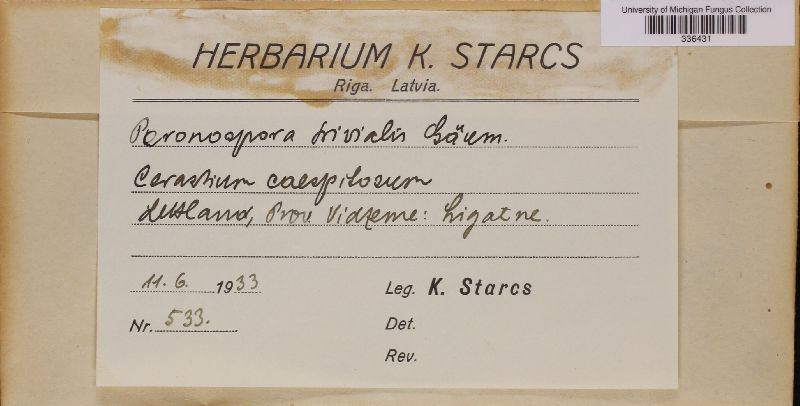 University of Michigan Fungus Collection
336431
HERBARIUM K. STARCS
Riga. Latvia.
Peronospora trivialis Gäum.
Cerastium caespitosum
Lettland, Prov. Vidzeme: Ligatne.
11. 6. 1933
Leg. K. Starcs
Nr. 533.
Det.
Rev.